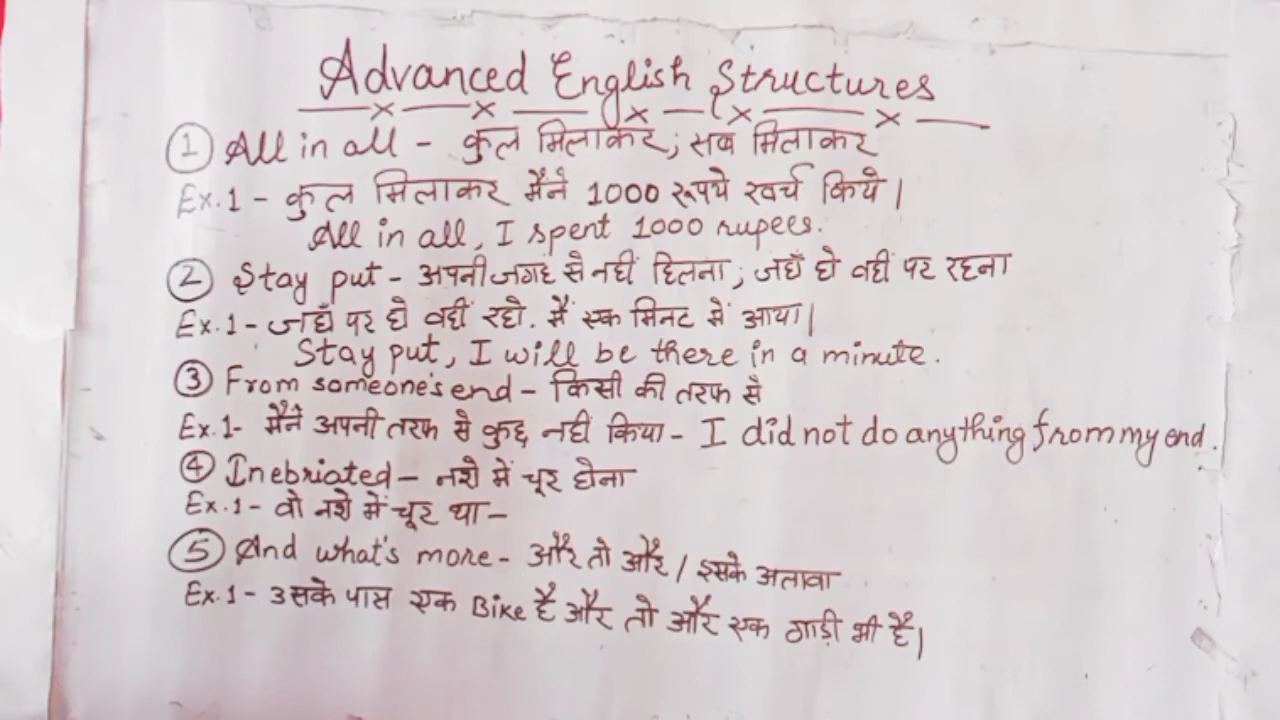 Advanced English Structures
① All in all - कुल मिलाकर; सब मिलाकर
Ex.1 - कुल मिलाकर मैंने 1000 रूपये खर्च किये।
All in all, I spent 1000 rupees.
② Stay put - अपनी जगह से नहीं हिलना; जहाँ हो वहीं पर रहना
Ex.1 - जहाँ पर हो वहीं रहो. मैं एक मिनट में आया।
Stay put, I will be there in a minute.
③ From someone's end - किसी की तरफ से
Ex.1- मैंने अपनी तरफ से कुछ नहीं किया - I did not do anything from my end.
④ Inebriated - नशे में चूर होना
Ex.1 - वो नशे में चूर था -
⑤ And what's more - और तो और / इसके अलावा
Ex.1 - उसके पास एक Bike है और तो और एक गाड़ी भी है।